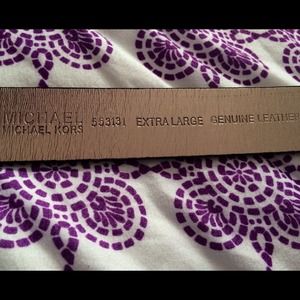 MICHAEL
MICHAEL KORS 553131 EXTRA LARGE GENUINE LEATHER